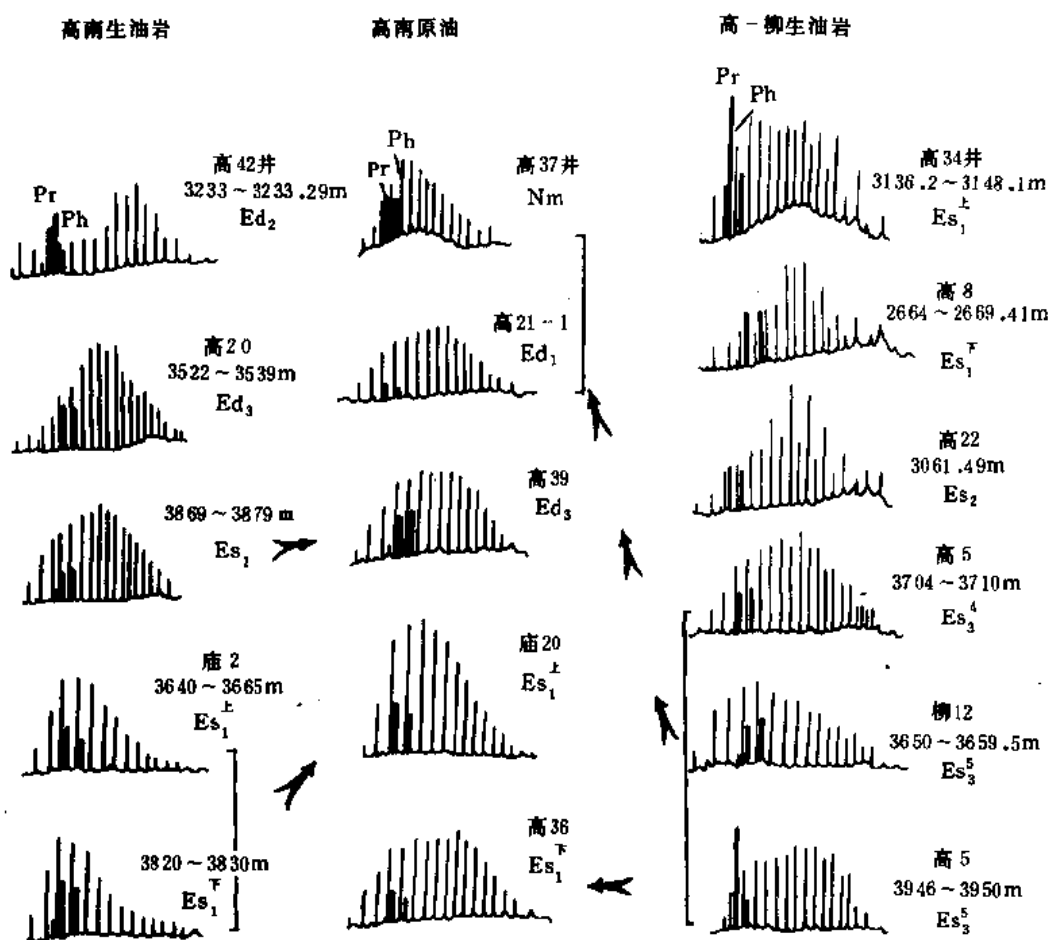 高南生油岩
Pr
Ph
高42井
3233~3233.29m
Ed₂
高20
3522~3539m
Ed₃
3869~3879m
Es₁
庙2
3640~3665m
Es₁上
3820~3830m
Es₁下
高南原油
Ph
Pr
高37井
Nm
高21-1
Ed₁
高39
Ed₃
庙20
Es₁上
高36
Es₁下
高-柳生油岩
Pr
Ph
高34井
3136.2~3148.1m
Es₁上
高8
2664~2669.41m
Es₁下
高22
3061.49m
Es₂
高5
3704~3710m
Es₃⁴
柳12
3650~3659.5m
Es₃⁵
高5
3946~3950m
Es₃⁵